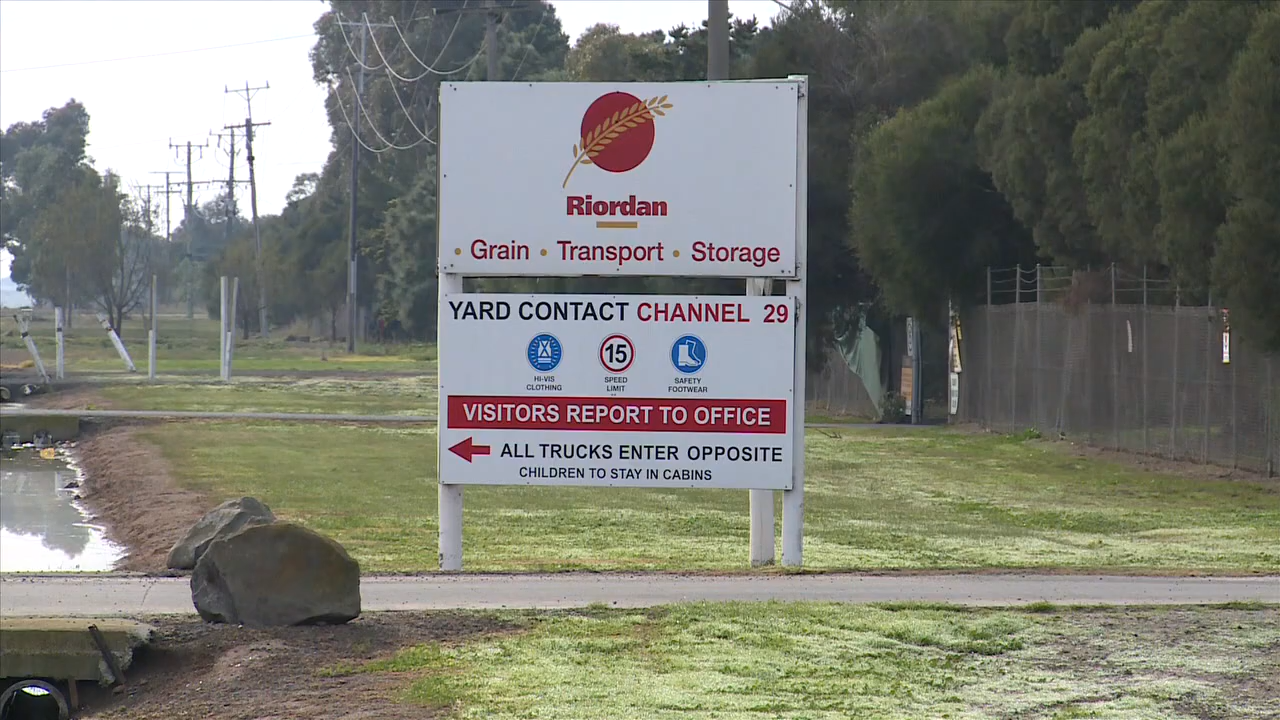 Riordan
• Grain • Transport • Storage
YARD CONTACT CHANNEL 29
HI-VIS
CLOTHING
15
SPEED
LIMIT
SAFETY
FOOTWEAR
VISITORS REPORT TO OFFICE
ALL TRUCKS ENTER OPPOSITE
CHILDREN TO STAY IN CABINS